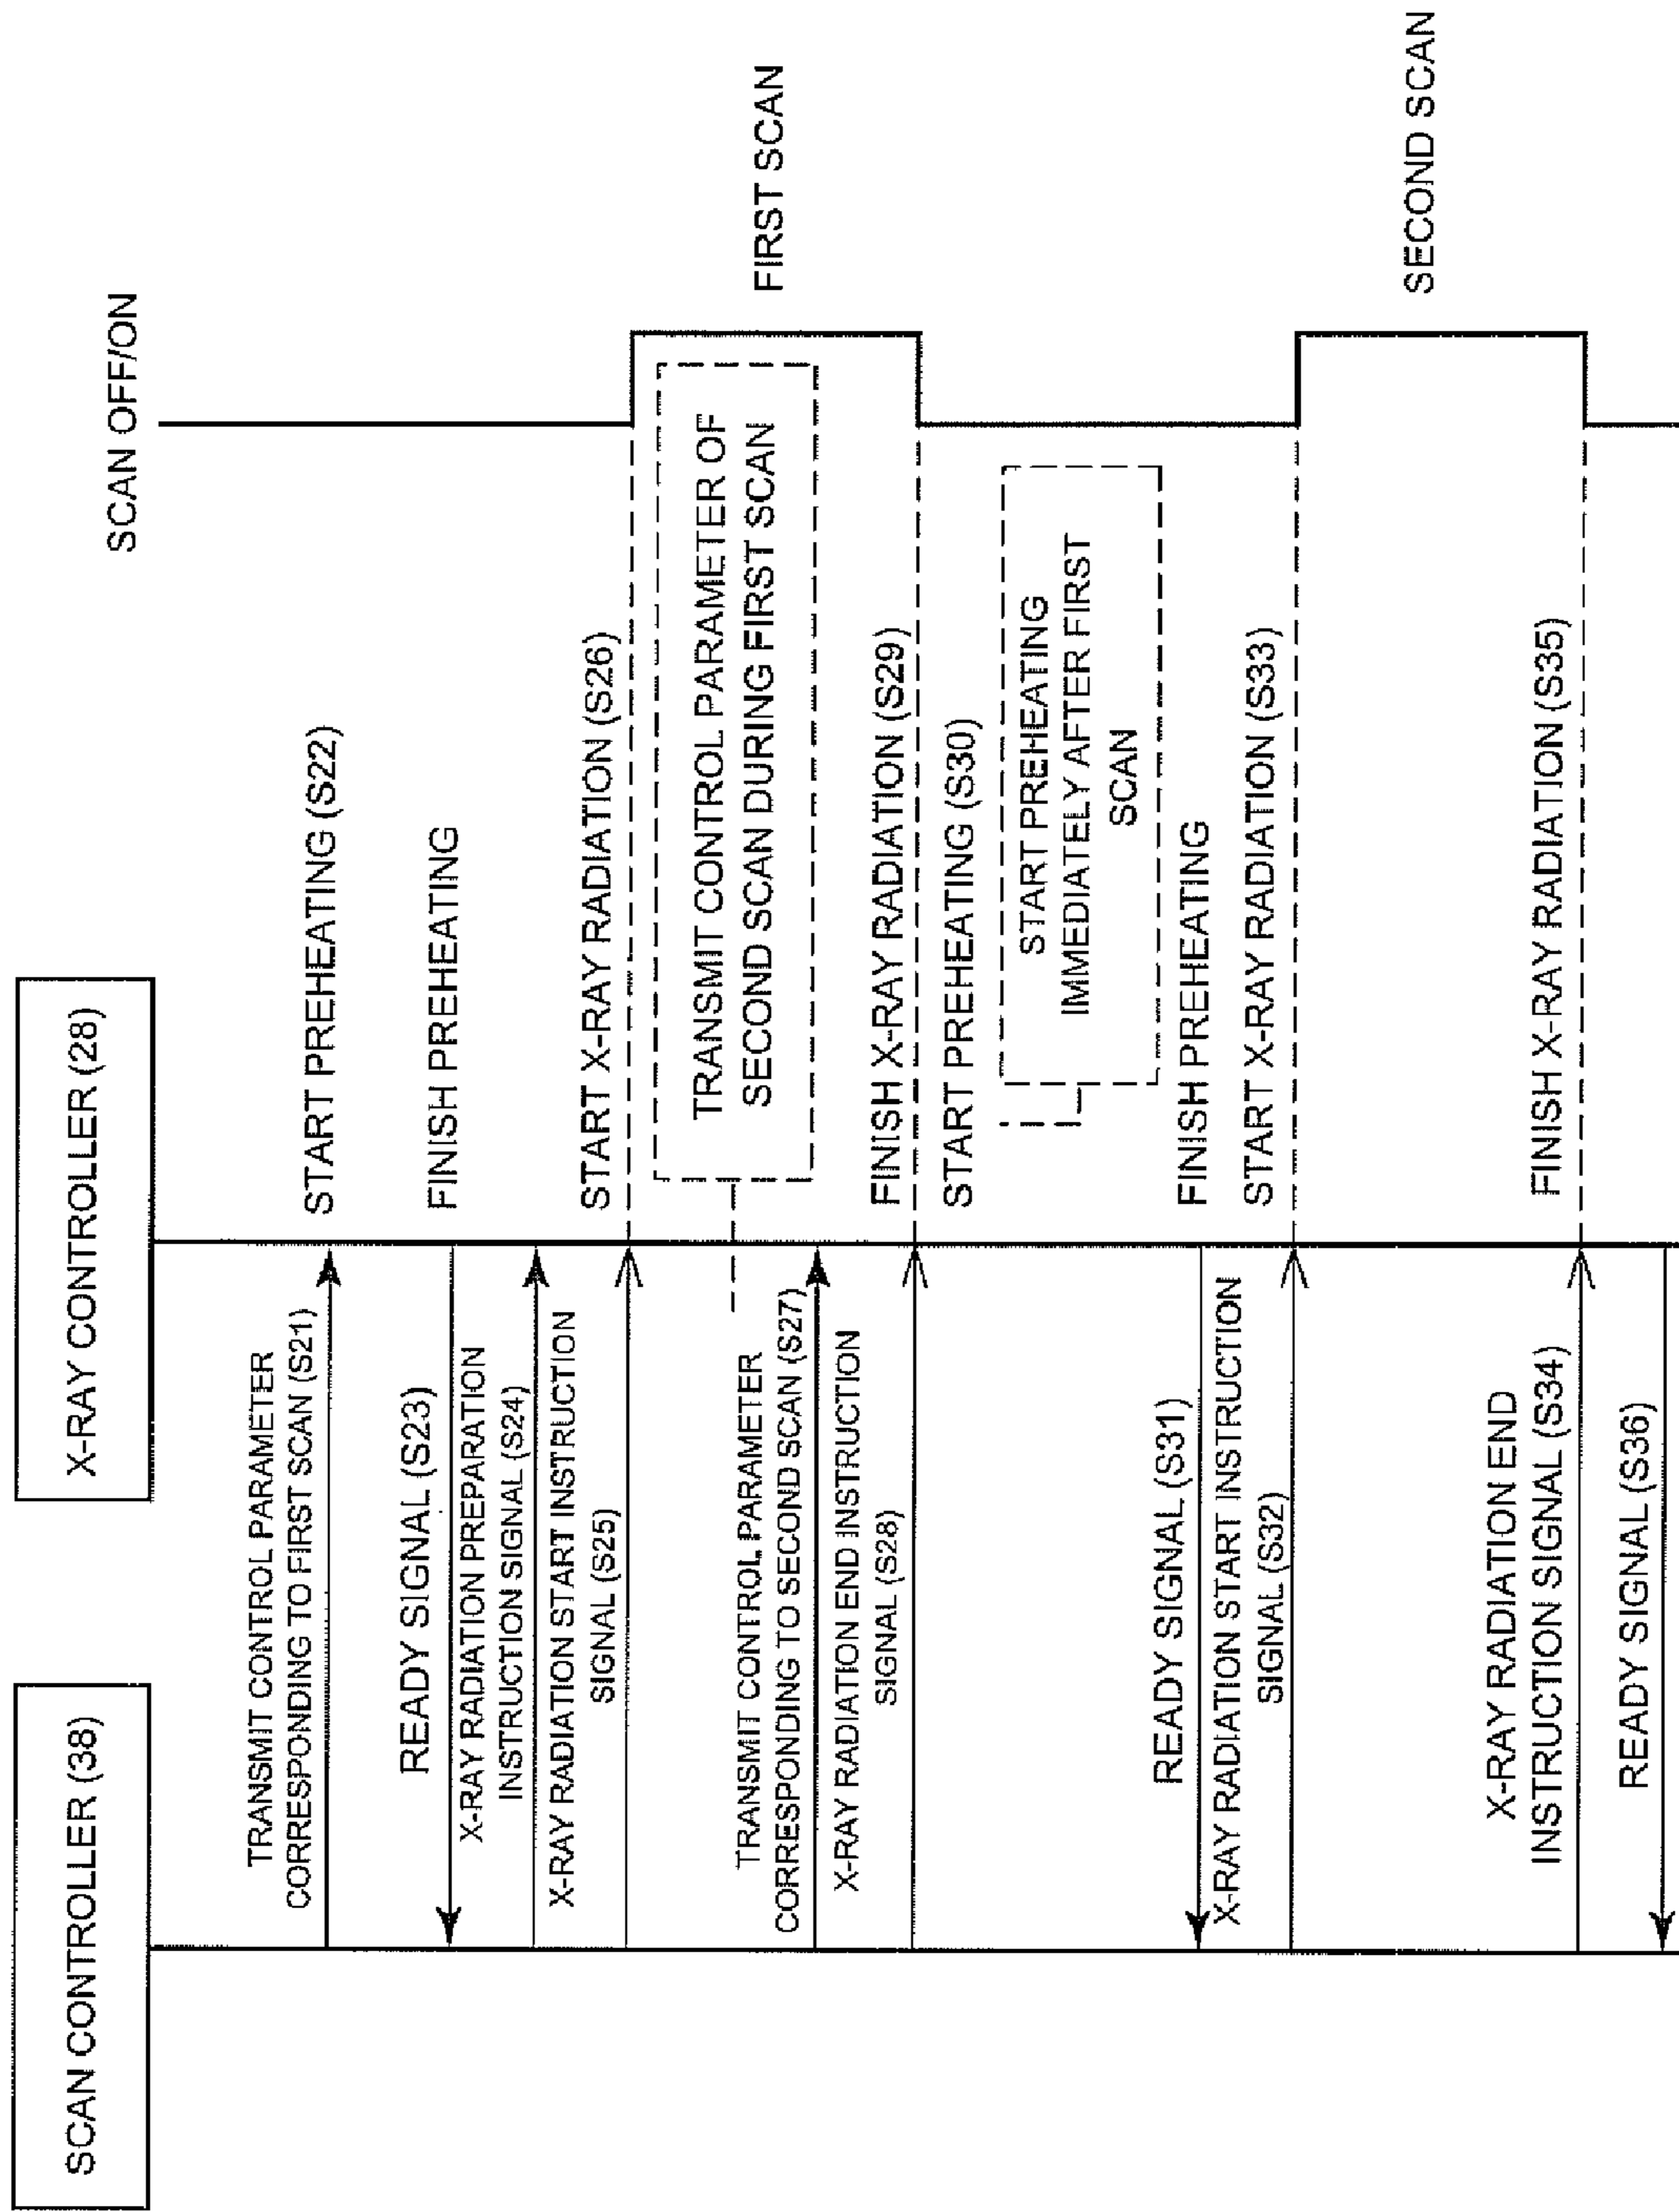 SCAN CONTROLLER (38)
X-RAY CONTROLLER (28)
SCAN OFF/ON
TRANSMIT CONTROL PARAMETER
CORRESPONDING TO FIRST SCAN (S21)
START PREHEATING (S22)
READY SIGNAL (S23)
FINISH PREHEATING
X-RAY RADIATION PREPARATION
INSTRUCTION SIGNAL (S24)
X-RAY RADIATION START INSTRUCTION
SIGNAL (S25)
START X-RAY RADIATION (S26)
TRANSMIT CONTROL PARAMETER OF
SECOND SCAN DURING FIRST SCAN
FIRST SCAN
TRANSMIT CONTROL PARAMETER
CORRESPONDING TO SECOND SCAN (S27)
X-RAY RADIATION END INSTRUCTION
SIGNAL (S28)
FINISH X-RAY RADIATION (S29)
START PREHEATING (S30)
START PREHEATING
IMMEDIATELY AFTER FIRST
SCAN
READY SIGNAL (S31)
FINISH PREHEATING
X-RAY RADIATION START INSTRUCTION
SIGNAL (S32)
START X-RAY RADIATION (S33)
SECOND SCAN
X-RAY RADIATION END
INSTRUCTION SIGNAL (S34)
FINISH X-RAY RADIATION (S35)
READY SIGNAL (S36)